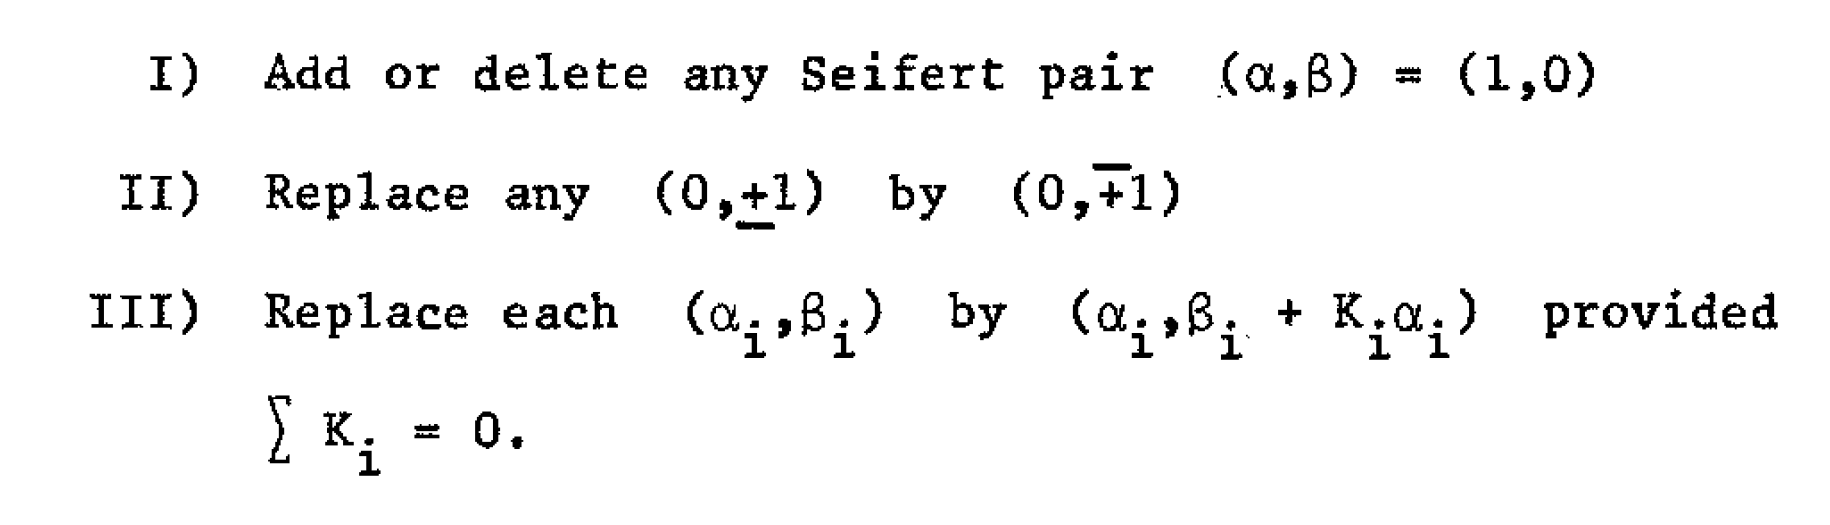 I) Add or delete any Seifert pair (α,β) = (1,0)
II) Replace any (0,±1) by (0,∓1)
III) Replace each (αᵢ,βᵢ) by (αᵢ,βᵢ + Kᵢαᵢ) provided
∑ Kᵢ = 0.